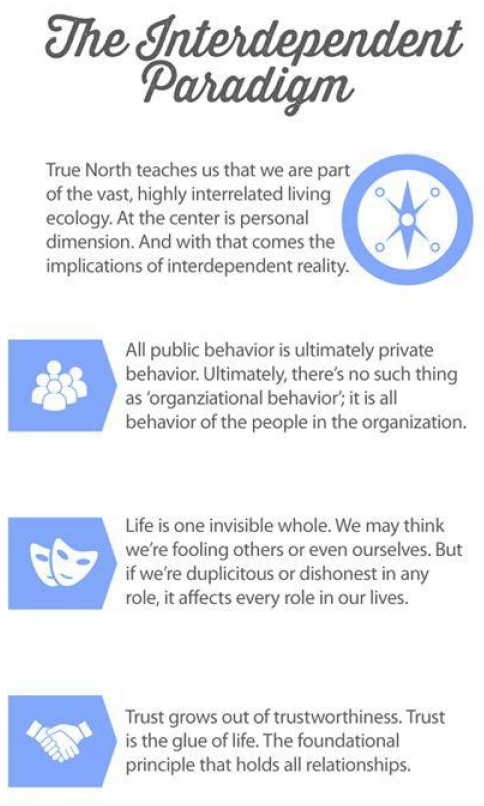 The Interdependent
Paradigm
True North teaches us that we are part
of the vast, highly interrelated living
ecology. At the center is personal
dimension. And with that comes the
implications of interdependent reality.
All public behavior is ultimately private
behavior. Ultimately, there's no such thing
as 'organziational behavior'; it is all
behavior of the people in the organization.
Life is one invisible whole. We may think
we're fooling others or even ourselves. But
if we're duplicitous or dishonest in any
role, it affects every role in our lives.
Trust grows out of trustworthiness. Trust
is the glue of life. The foundational
principle that holds all relationships.